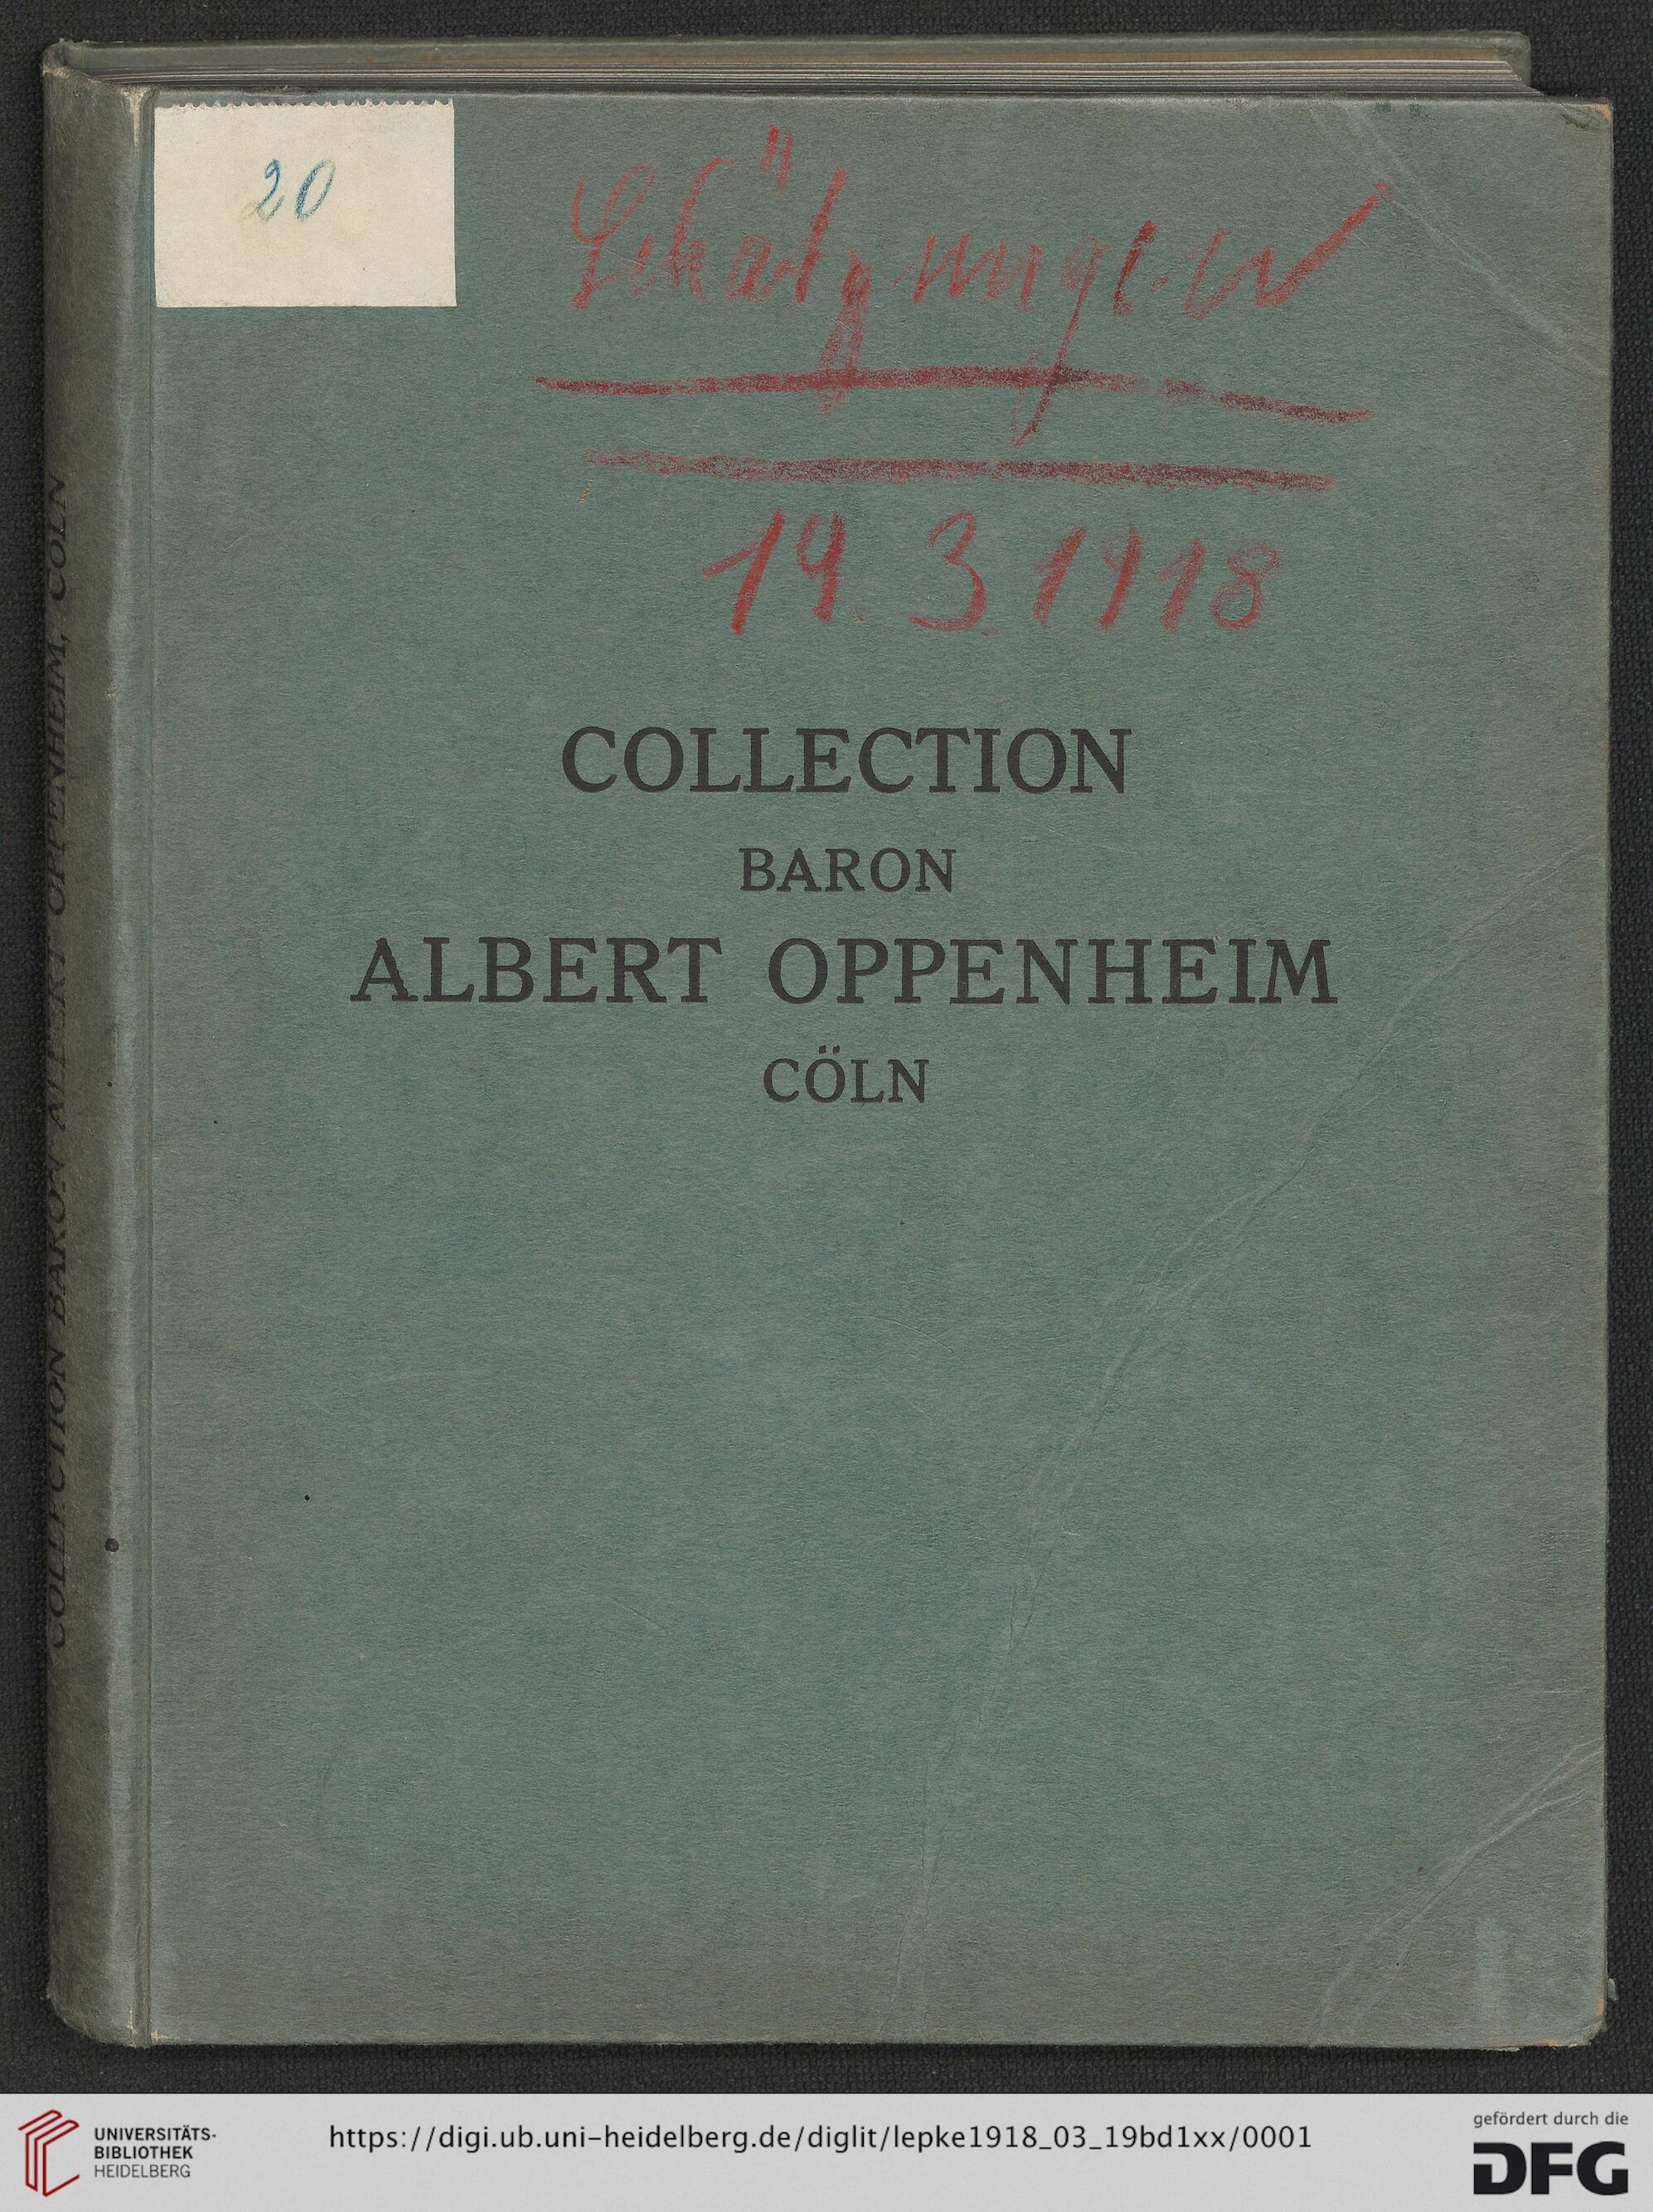 20
Schätzungen
19. 3. 1918
COLLECTION
BARON
ALBERT OPPENHEIM
CÖLN
COLLECTION BARON ALBERT OPPENHEIM, CÖLN
UNIVERSITÄTS-
BIBLIOTHEK
HEIDELBERG
https://digi.ub.uni-heidelberg.de/diglit/lepke1918_03_19bd1xx/0001
gefördert durch die
DFG